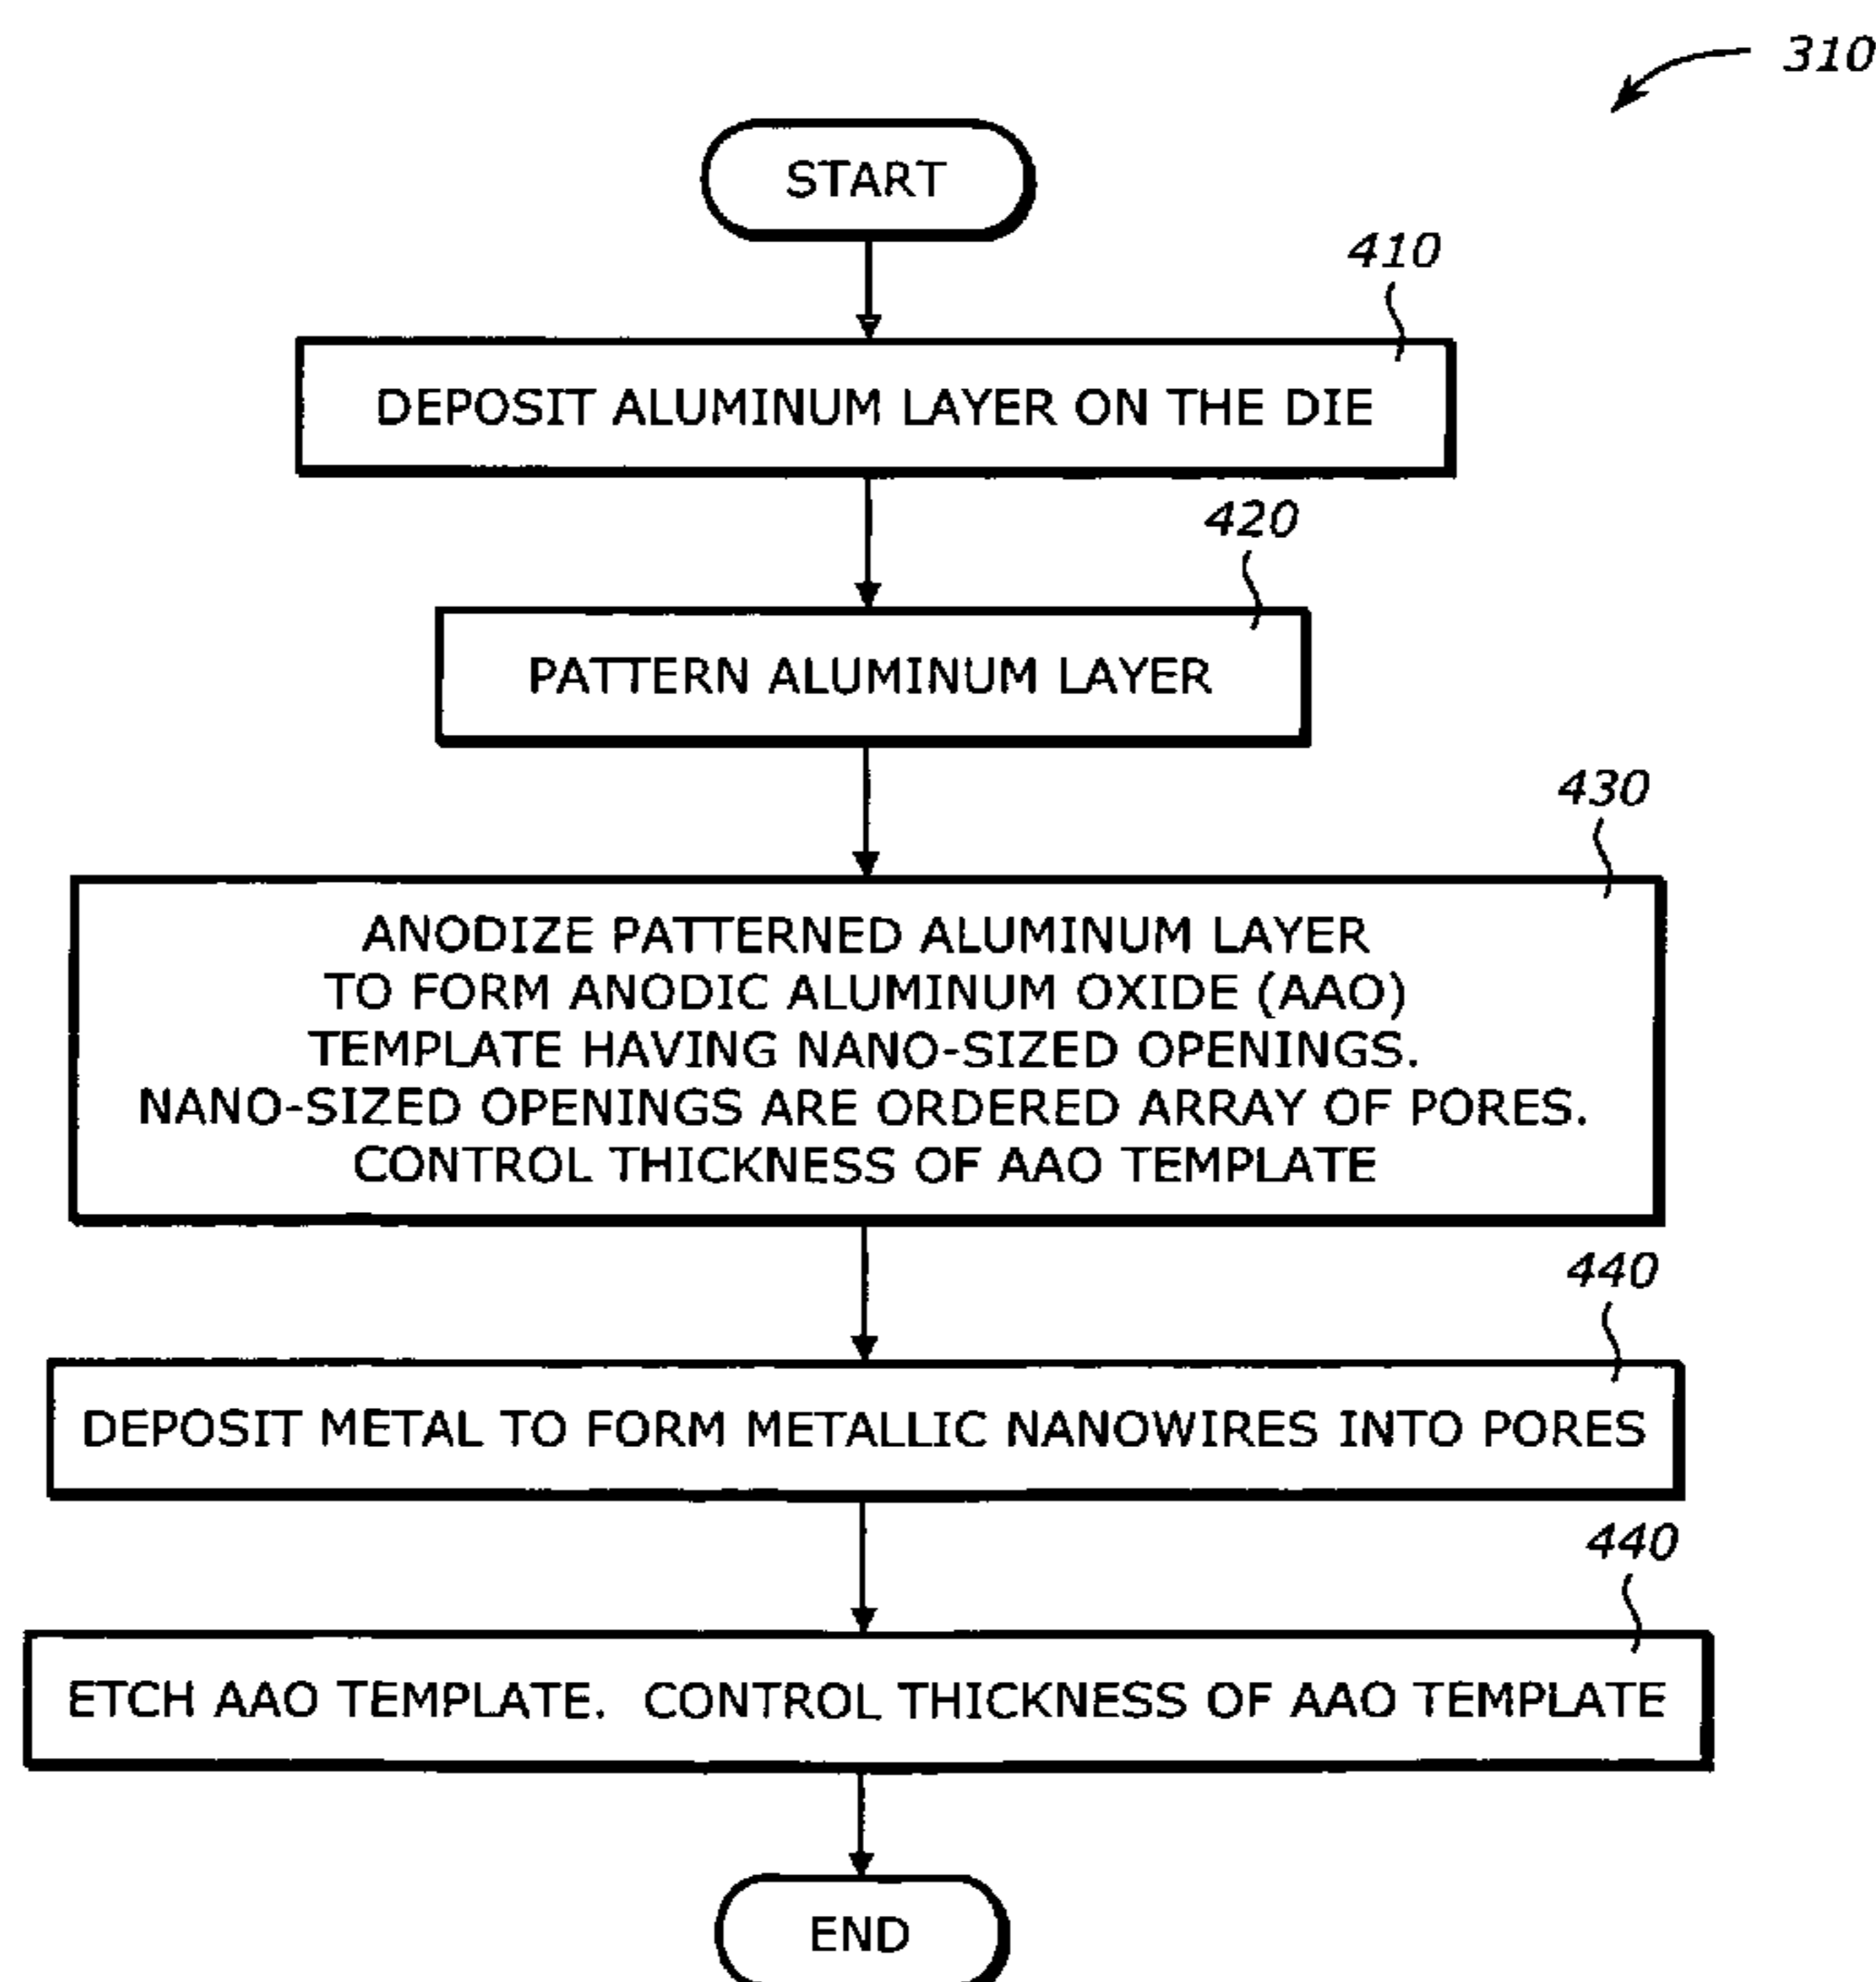 310
START
410
DEPOSIT ALUMINUM LAYER ON THE DIE
420
PATTERN ALUMINUM LAYER
430
ANODIZE PATTERNED ALUMINUM LAYER
TO FORM ANODIC ALUMINUM OXIDE (AAO)
TEMPLATE HAVING NANO-SIZED OPENINGS.
NANO-SIZED OPENINGS ARE ORDERED ARRAY OF PORES.
CONTROL THICKNESS OF AAO TEMPLATE
440
DEPOSIT METAL TO FORM METALLIC NANOWIRES INTO PORES
440
ETCH AAO TEMPLATE. CONTROL THICKNESS OF AAO TEMPLATE
END